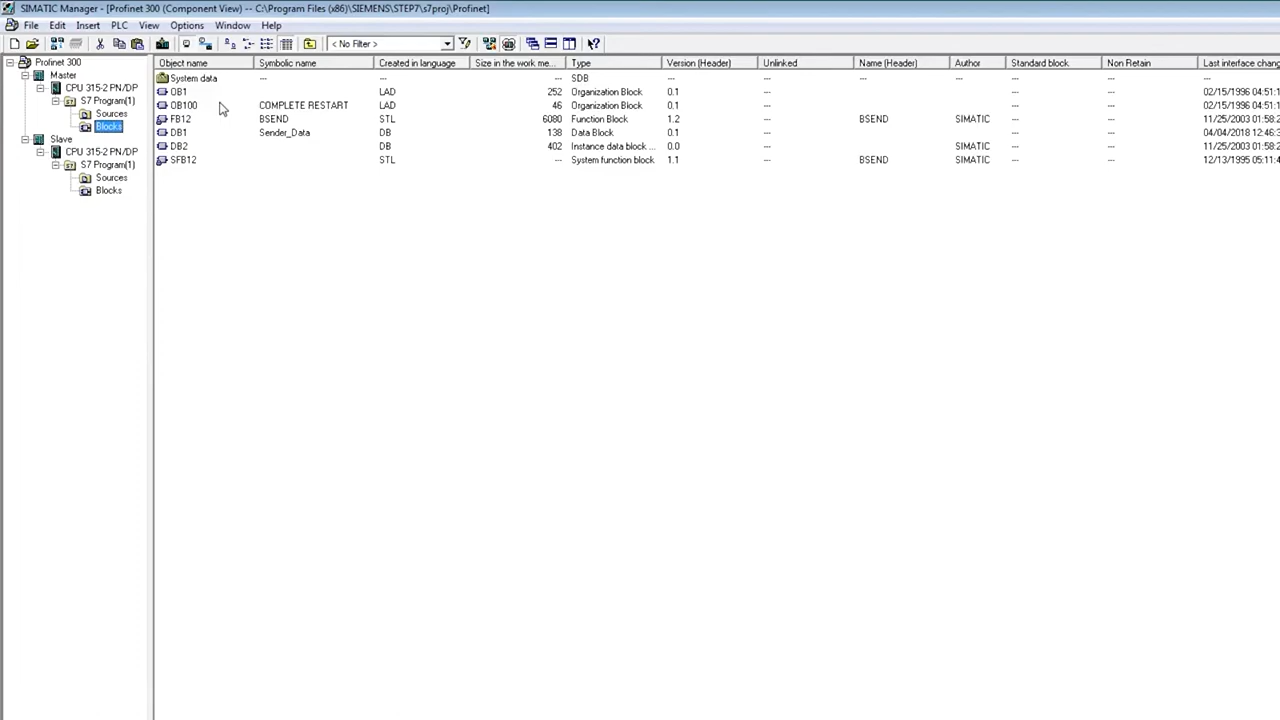 SIMATIC Manager - [Profinet 300 (Component View) -- C:\Program Files (x86)\SIEMENS\STEP7\s7proj\Profinet]
File Edit Insert PLC View Options Window Help
< No Filter >
Profinet 300
Master
CPU 315-2 PN/DP
S7 Program(1)
Sources
Blocks
Slave
CPU 315-2 PN/DP
S7 Program(1)
Sources
Blocks
Object name Symbolic name Created in language Size in the work me... Type Version (Header) Unlinked Name (Header) Author Standard block Non Retain Last interface chang
System data --- --- --- SDB --- --- --- --- --- --- ---
OB1 LAD 252 Organization Block 0.1 --- --- --- 02/15/1996 04:51:1
OB100 COMPLETE RESTART LAD 46 Organization Block 0.1 --- --- --- 02/15/1996 04:51:1
FB12 BSEND STL 6080 Function Block 1.2 --- BSEND SIMATIC --- --- 11/25/2003 01:58:2
DB1 Sender_Data DB 138 Data Block 0.1 --- --- --- 04/04/2018 12:46:3
DB2 DB 402 Instance data block ... 0.0 --- SIMATIC --- --- 11/25/2003 01:58:2
SFB12 STL --- System function block 1.1 --- BSEND SIMATIC --- --- 12/13/1995 05:11:4